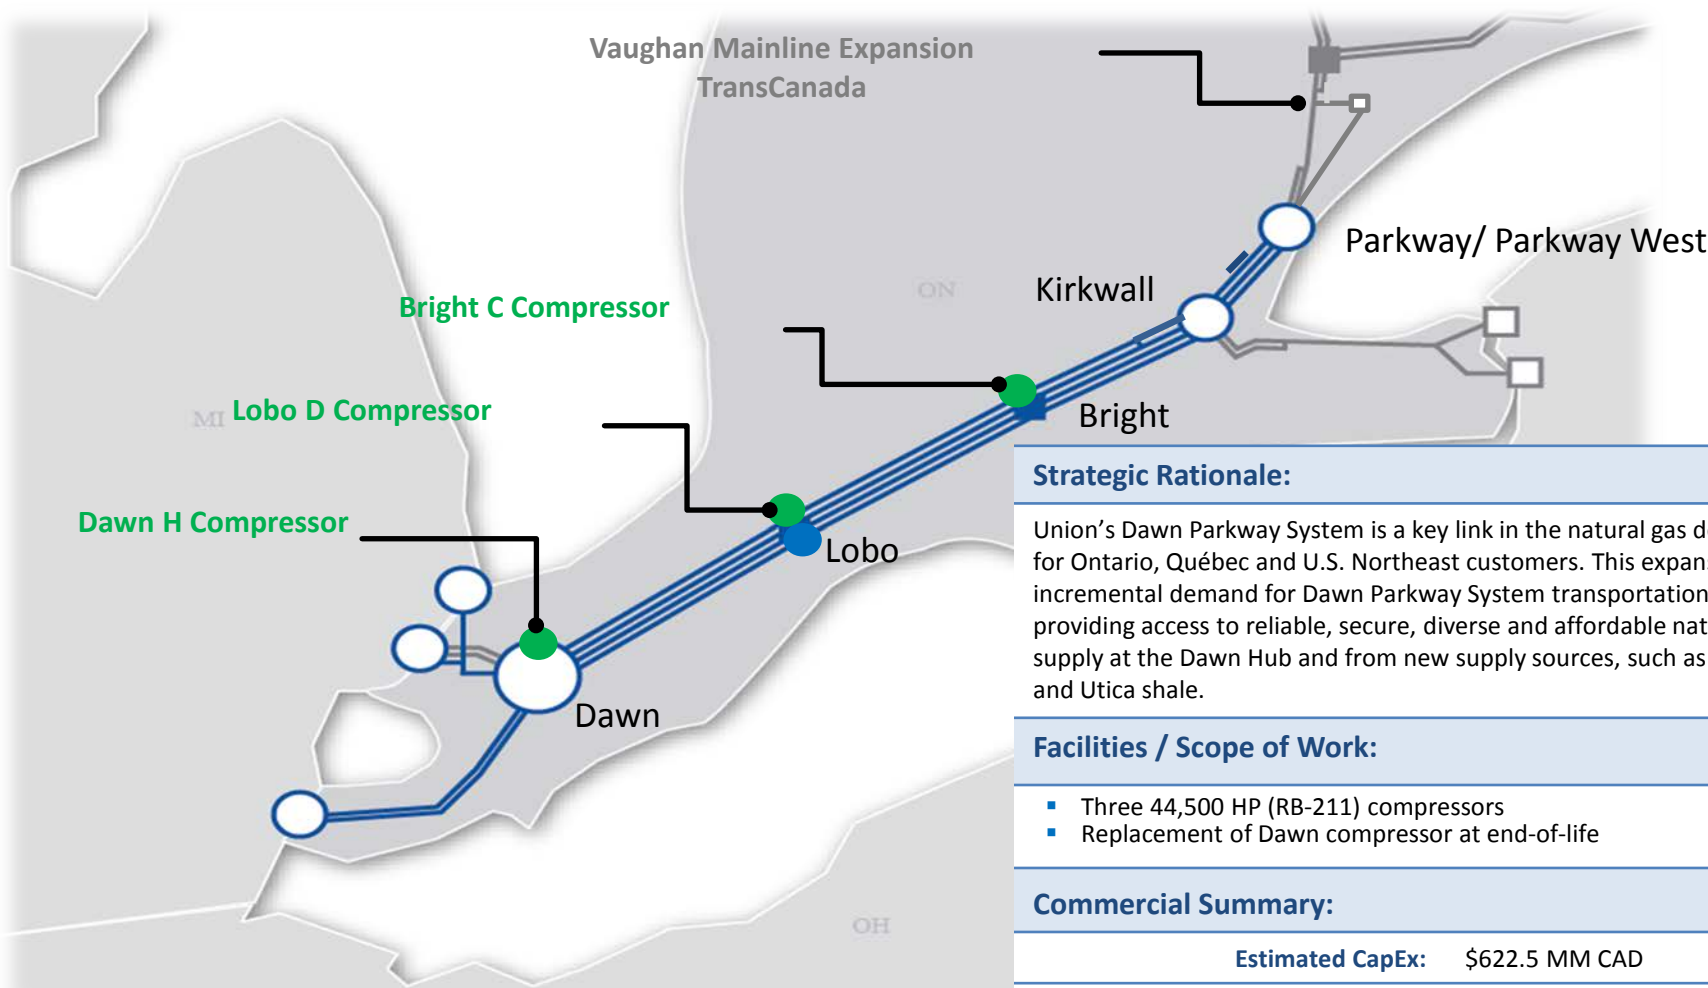 Vaughan Mainline Expansion
TransCanada
Parkway/ Parkway West
ON
Kirkwall
Bright C Compressor
MI
Lobo D Compressor
Bright
Dawn H Compressor
Lobo
Dawn
OH
Strategic Rationale:
Union’s Dawn Parkway System is a key link in the natural gas
for Ontario, Québec and U.S. Northeast customers. This
incremental demand for Dawn Parkway System transportation
providing access to reliable, secure, diverse and affordable
supply at the Dawn Hub and from new supply sources, such as
and Utica shale.
Facilities / Scope of Work:
▪ Three 44,500 HP (RB-211) compressors
▪ Replacement of Dawn compressor at end-of-life
Commercial Summary:
Estimated CapEx: $622.5 MM CAD